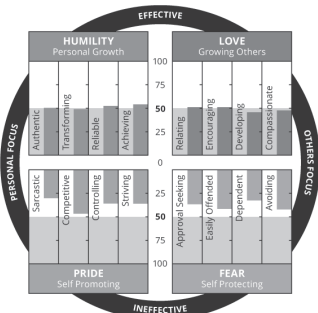 EFFECTIVE
HUMILITY
Personal Growth
LOVE
Growing Others
PERSONAL FOCUS
OTHERS FOCUS
100
75
50
25
0
25
50
75
100
Authentic
Transforming
Reliable
Achieving
Relating
Encouraging
Developing
Compassionate
Sarcastic
Competitive
Controlling
Striving
Approval Seeking
Easily Offended
Dependent
Avoiding
PRIDE
Self Promoting
FEAR
Self Protecting
INEFFECTIVE